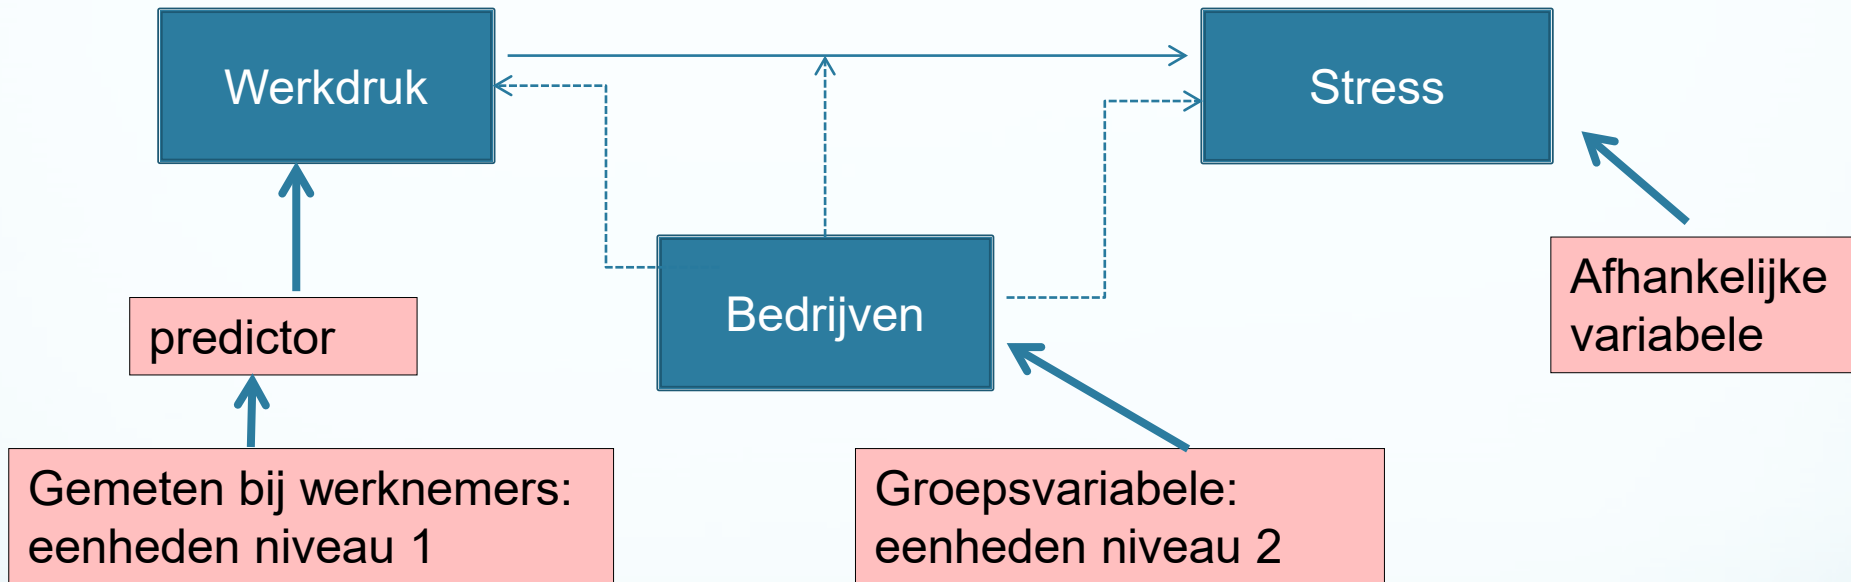 Werkdruk
Stress
Bedrijven
predictor
Afhankelijke
variabele
Gemeten bij werknemers:
eenheden niveau 1
Groepsvariabele:
eenheden niveau 2